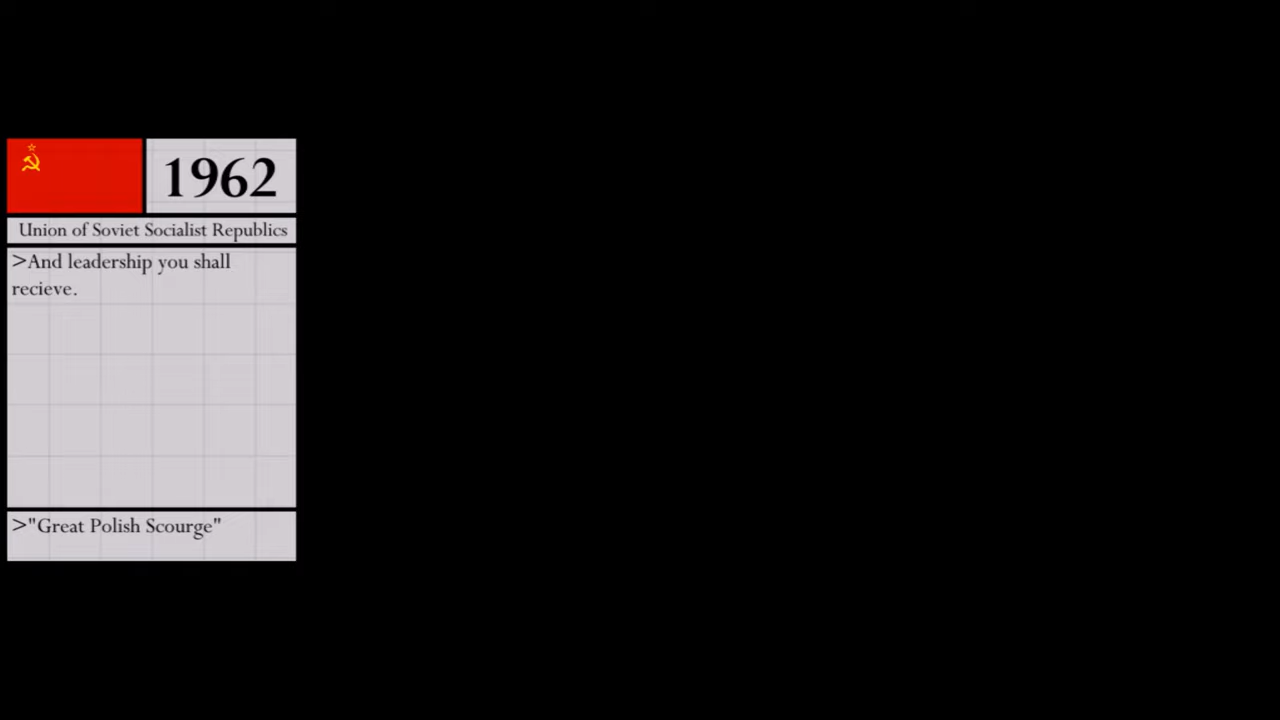 1962
Union of Soviet Socialist Republics
>And leadership you shall
recieve.
>"Great Polish Scourge"